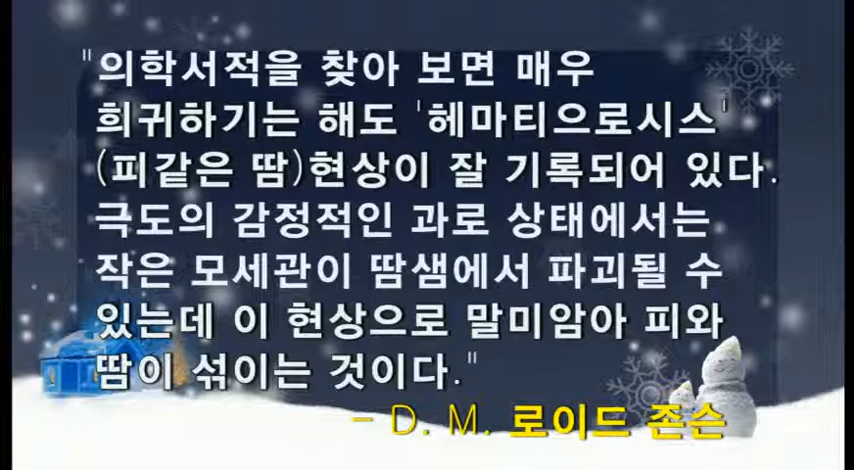 "의학서적을 찾아 보면 매우
희귀하기는 해도 '헤마티으로시스'
(피같은 땀)현상이 잘 기록되어 있다.
극도의 감정적인 과로 상태에서는
작은 모세관이 땀샘에서 파괴될 수
있는데 이 현상으로 말미암아 피와
땀이 섞이는 것이다."
- D. M. 로이드 존슨